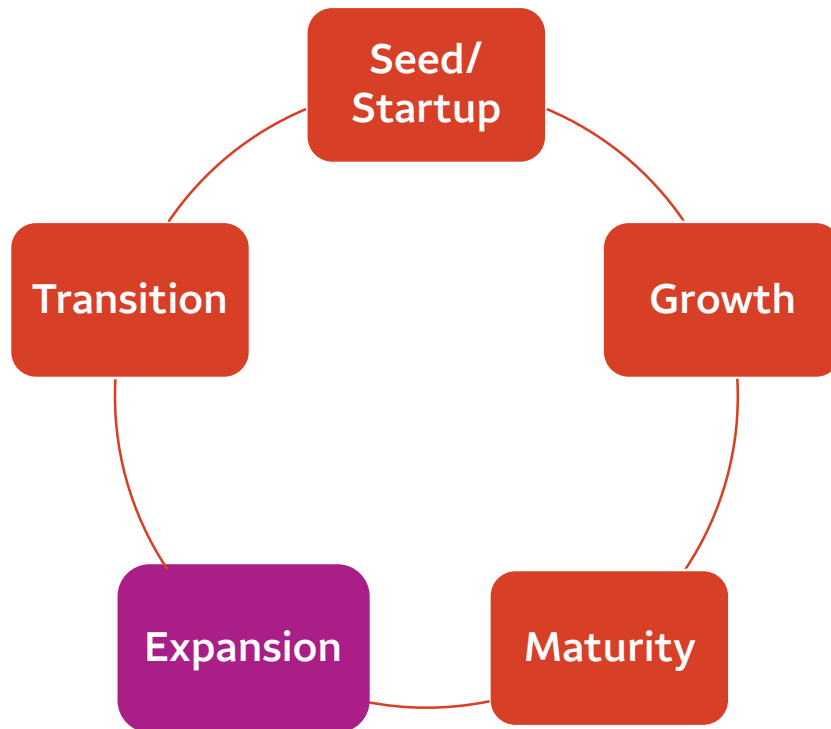 Seed/
Startup
Transition
Growth
Expansion
Maturity